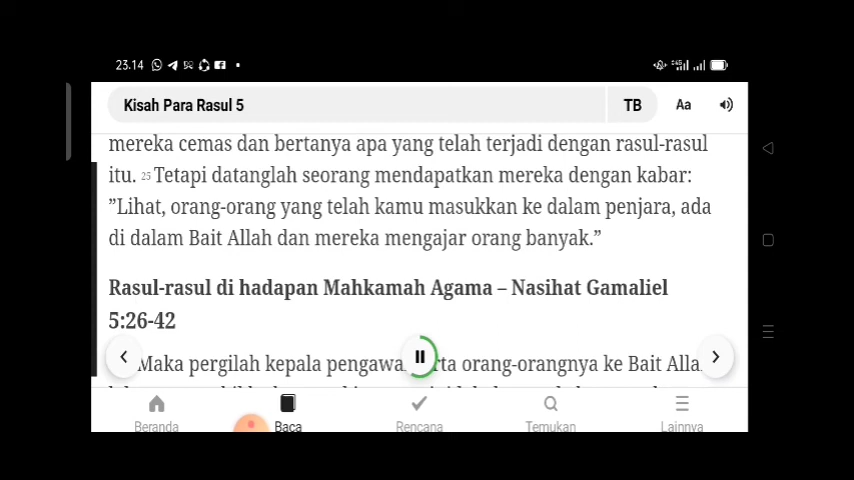 23.14
Kisah Para Rasul 5 TB Aa
mereka cemas dan bertanya apa yang telah terjadi dengan rasul-rasul
itu. 25 Tetapi datanglah seorang mendapatkan mereka dengan kabar:
”Lihat, orang-orang yang telah kamu masukkan ke dalam penjara, ada
di dalam Bait Allah dan mereka mengajar orang banyak.”
Rasul-rasul di hadapan Mahkamah Agama – Nasihat Gamaliel
5:26-42
Maka pergilah kepala pengawal orang-orangnya ke Bait
Beranda Baca Rencana Temukan Lainnya